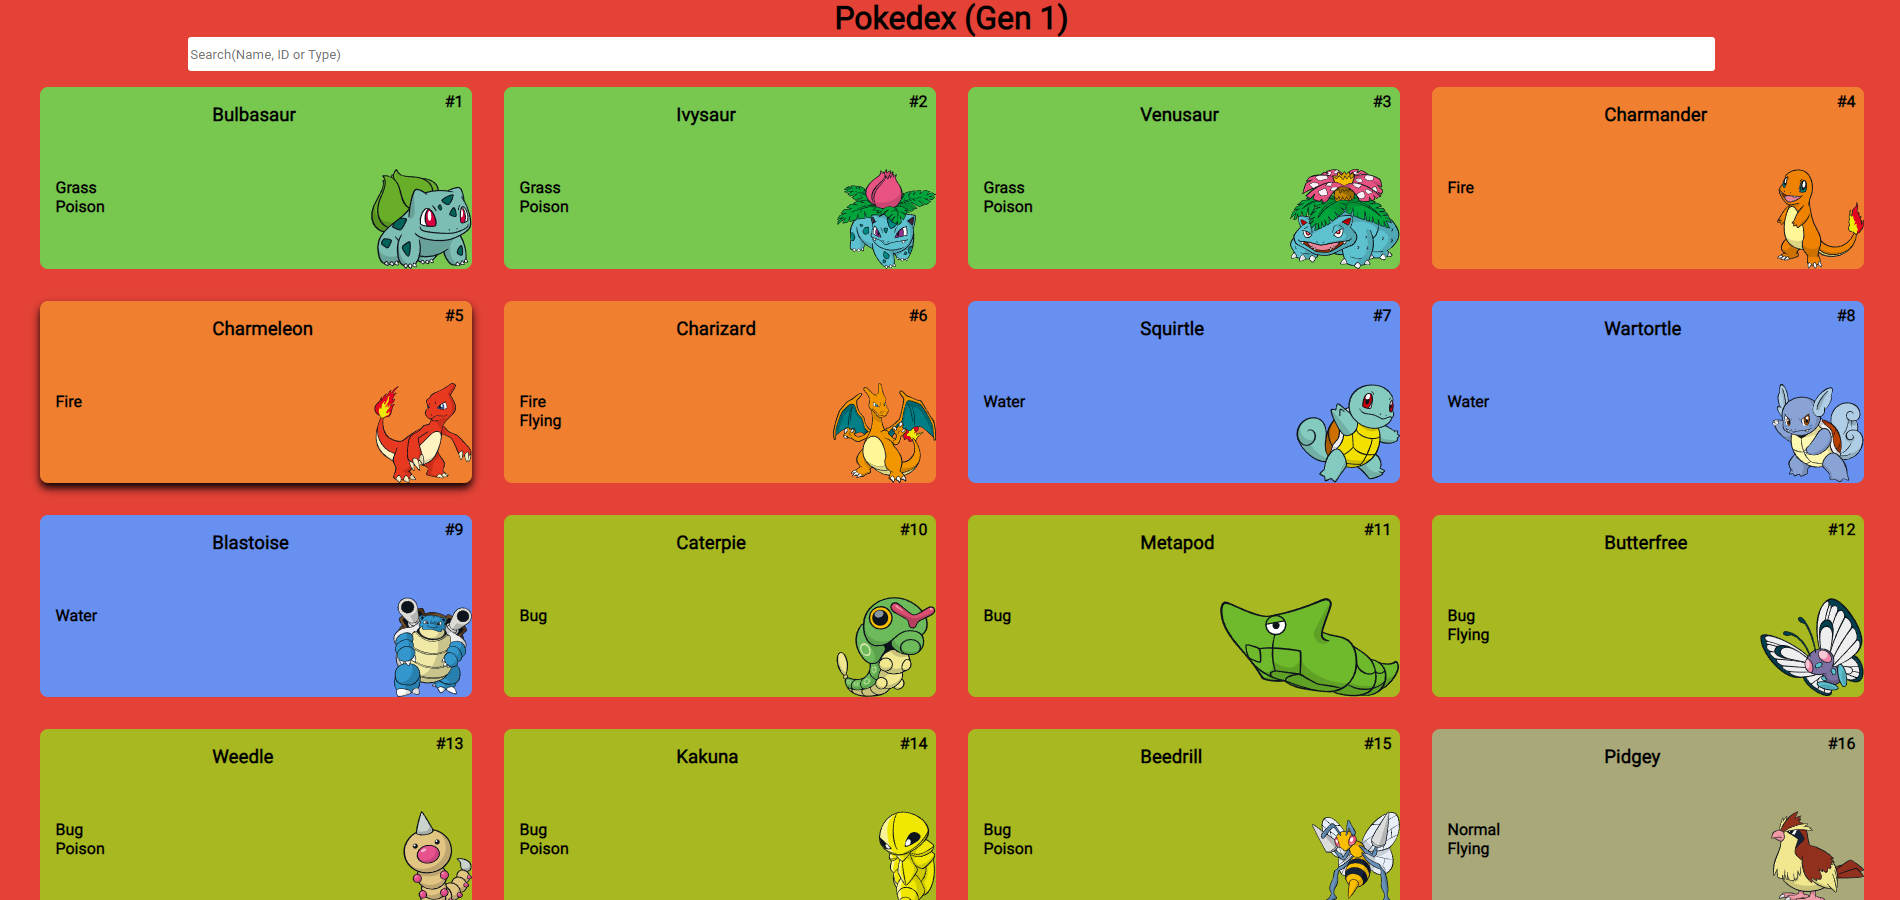 Pokedex (Gen 1)
Search(Name, ID or Type)
#1
Bulbasaur
Grass
Poison
#2
Ivysaur
Grass
Poison
#3
Venusaur
Grass
Poison
#4
Charmander
Fire
#5
Charmeleon
Fire
#6
Charizard
Fire
Flying
#7
Squirtle
Water
#8
Wartortle
Water
#9
Blastoise
Water
#10
Caterpie
Bug
#11
Metapod
Bug
#12
Butterfree
Bug
Flying
#13
Weedle
Bug
Poison
#14
Kakuna
Bug
Poison
#15
Beedrill
Bug
Poison
#16
Pidgey
Normal
Flying